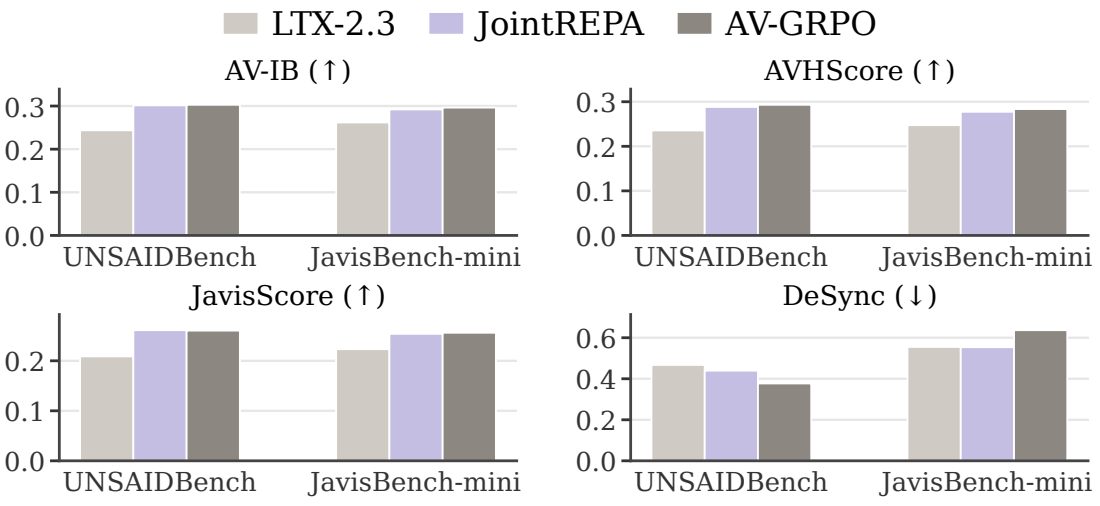 LTX-2.3 JointREPA AV-GRPO
AV-IB (↑)
0.3
0.2
0.1
0.0
UNSAIDBench JavisBench-mini
AVHScore (↑)
0.3
0.2
0.1
0.0
UNSAIDBench JavisBench-mini
JavisScore (↑)
0.2
0.1
0.0
UNSAIDBench JavisBench-mini
DeSync (↓)
0.6
0.4
0.2
0.0
UNSAIDBench JavisBench-mini